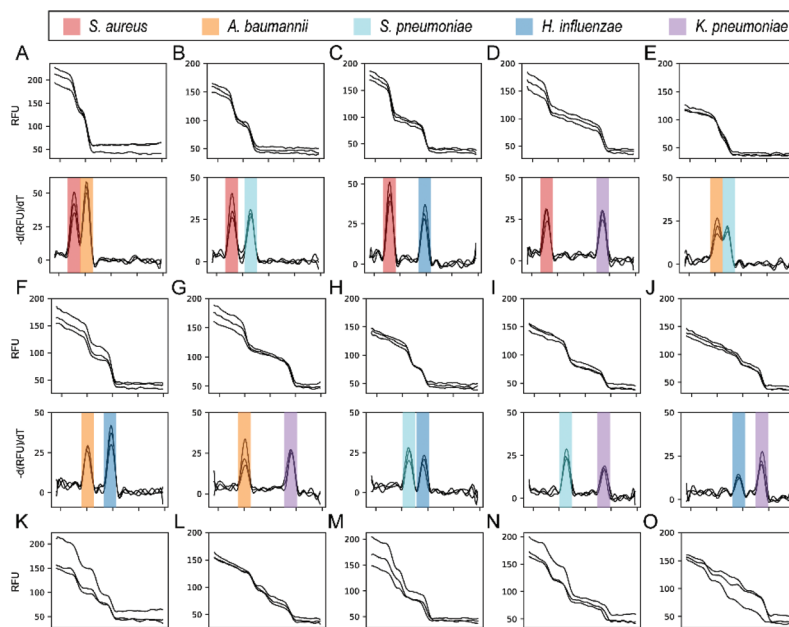 S. aureus A. baumannii S. pneumoniae H. influenzae K. pneumoniae
A B C D E
200 200 200 200 200
150 150 150 150 150
100 100 100 100 100
50 50 50 50 50
RFU
50 50 50 50 50
25 25 25 25 25
0 0 0 0 0
-d(RFU)/dT
F G H I J
200 200 200 200 200
150 150 150 150 150
100 100 100 100 100
50 50 50 50 50
RFU
50 50 50 50 50
25 25 25 25 25
0 0 0 0 0
-d(RFU)/dT
K L M N O
200 200 200 200 200
150 150 150 150 150
100 100 100 100 100
50 50 50 50 50
RFU